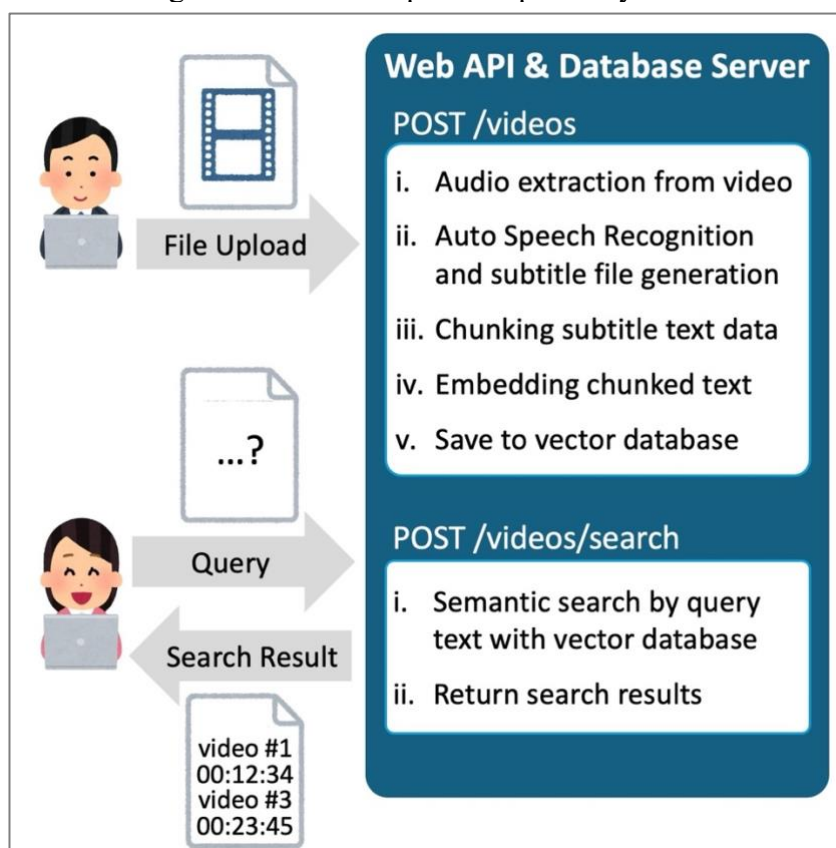 Web API & Database Server
POST /videos
i. Audio extraction from video
ii. Auto Speech Recognition
and subtitle file generation
iii. Chunking subtitle text data
iv. Embedding chunked text
v. Save to vector database
File Upload
...?
Query
Search Result
video #1
00:12:34
video #3
00:23:45
POST /videos/search
i. Semantic search by query
text with vector database
ii. Return search results